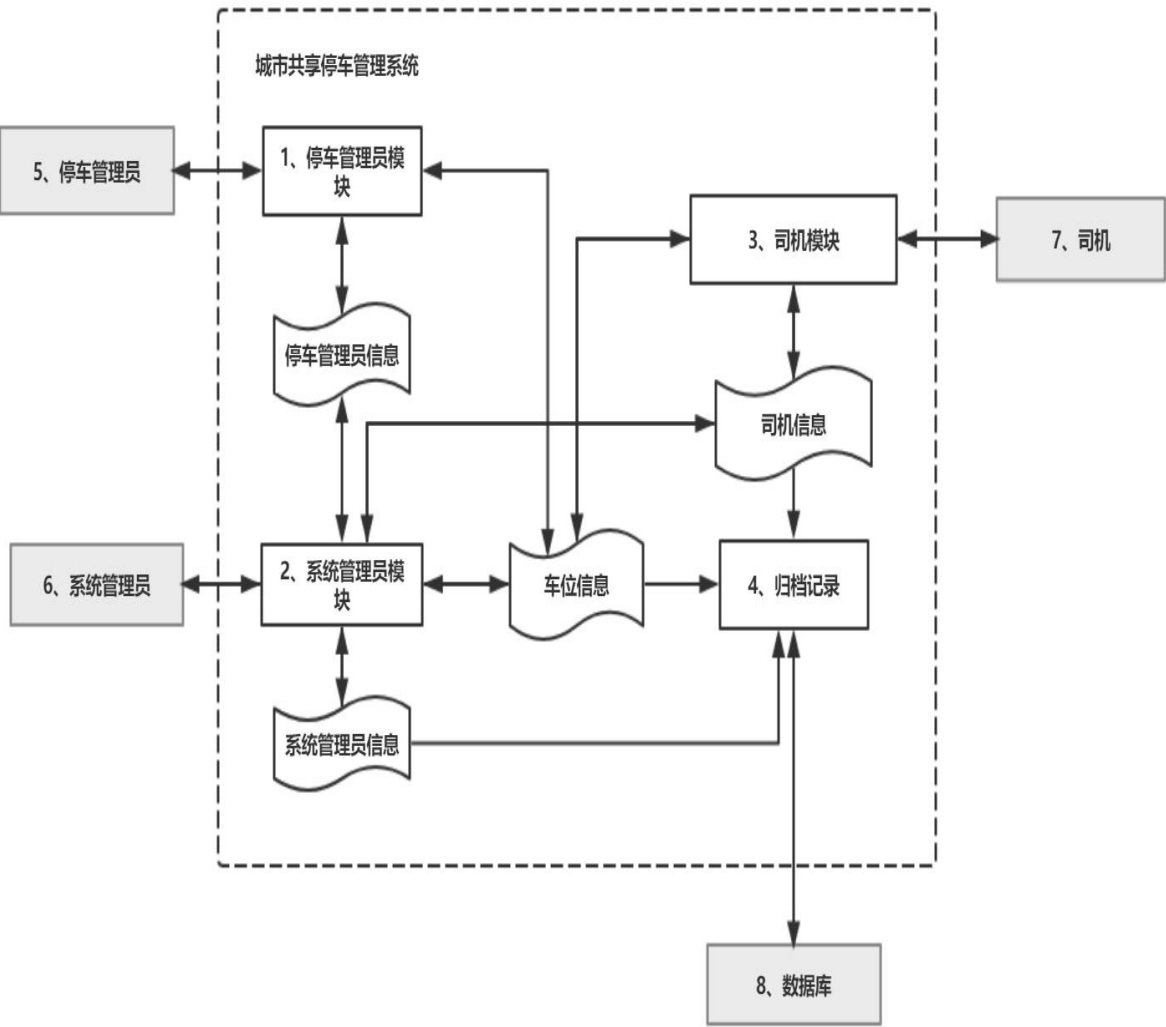 城市共享停车管理系统
5、停车管理员
1、停车管理员模
块
3、司机模块
7、司机
停车管理员信息
司机信息
6、系统管理员
2、系统管理员模
块
车位信息
4、归档记录
系统管理员信息
8、数据库